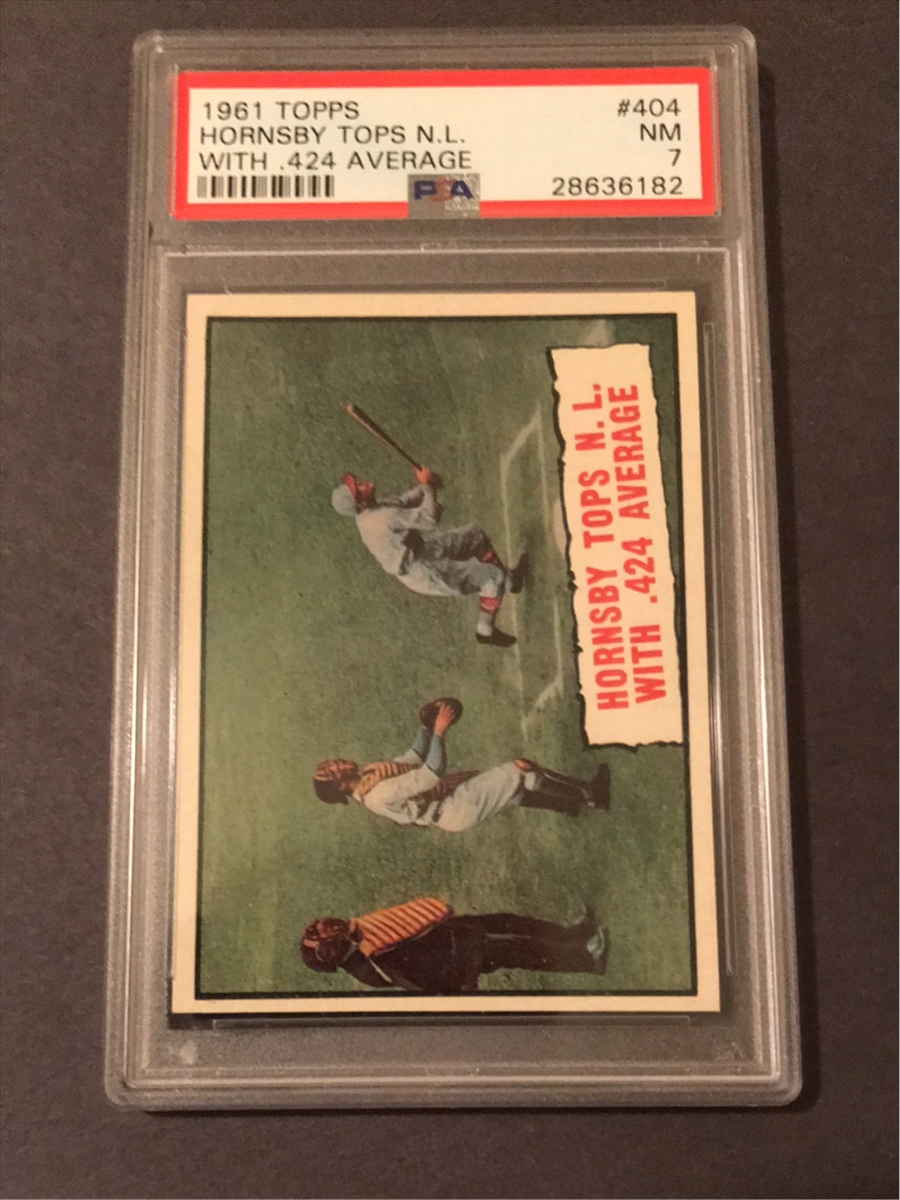 1961 TOPPS #404
HORNSBY TOPS N.L. NM
WITH .424 AVERAGE 7
PSA 28636182
HORNSBY TOPS N. L.
WITH .424 AVERAGE